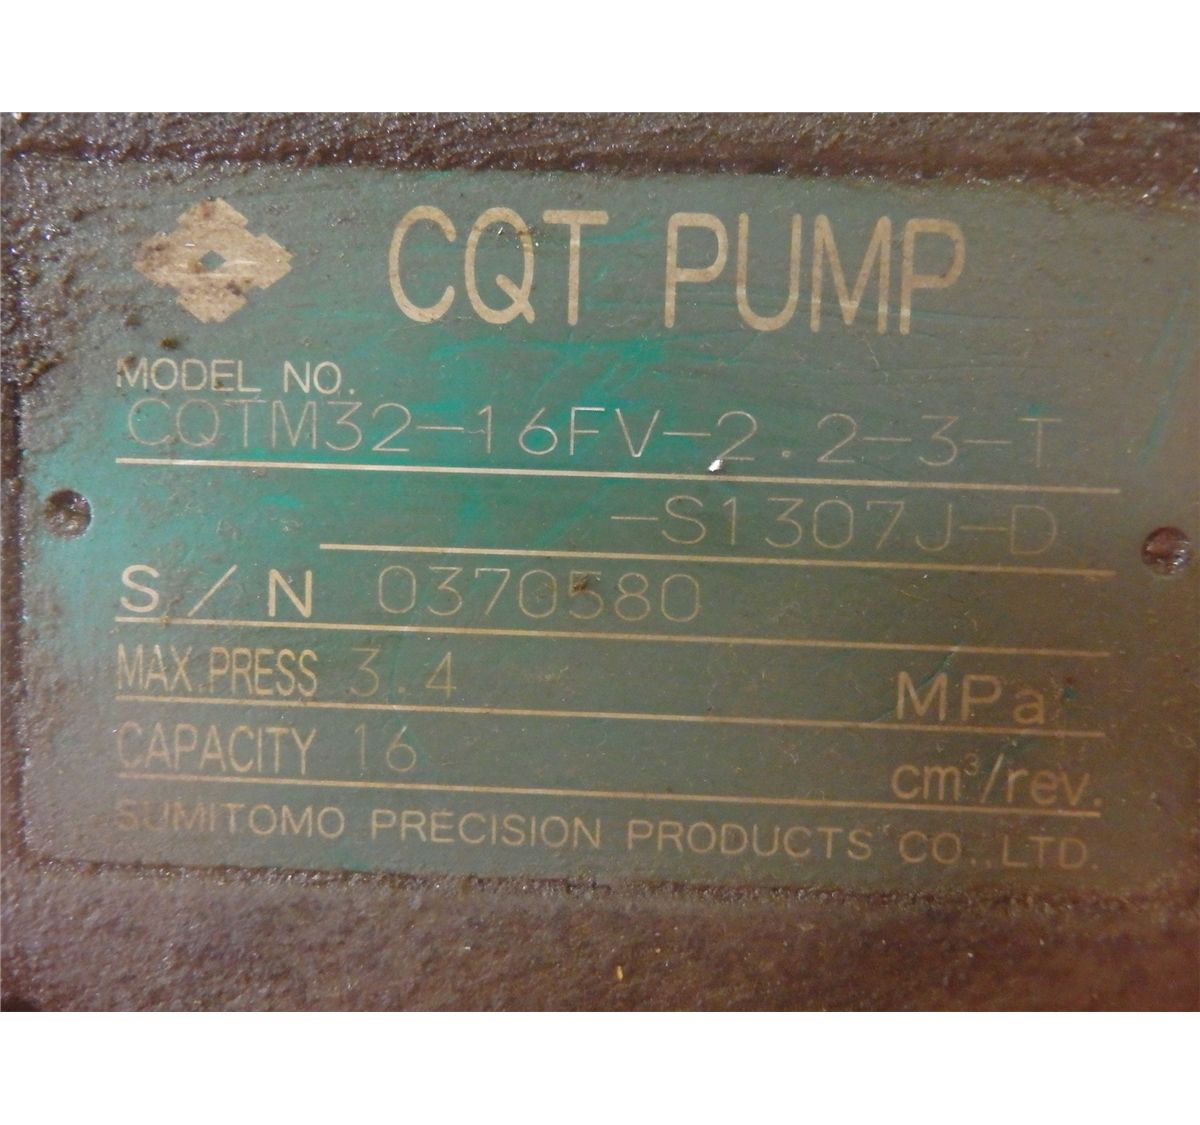 CQT PUMP
MODEL NO.
CQTM32-16FV-2.2-3-T
-S1307J-D
S/N 0370580
MAX.PRESS 3.4 MPa
CAPACITY 16 cm³/rev.
SUMITOMO PRECISION PRODUCTS CO.,LTD.